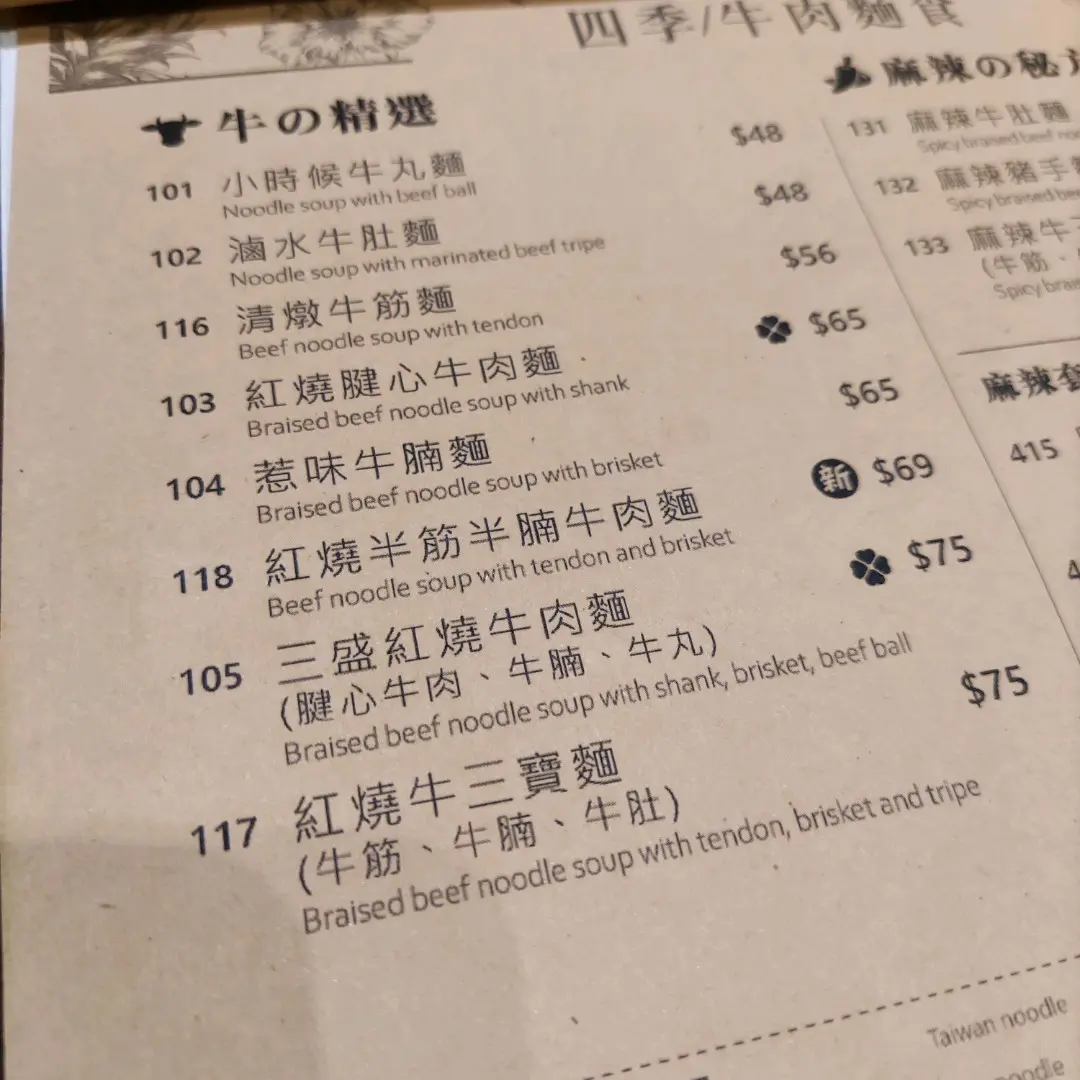 四季/牛肉麵食
牛の精選
101 小時候牛丸麵 $48
Noodle soup with beef ball
102 滷水牛肚麵 $48
Noodle soup with marinated beef tripe
116 清燉牛筋麵 $56
Beef noodle soup with tendon
103 紅燒腱心牛肉麵 $65
Braised beef noodle soup with shank
104 惹味牛腩麵 $65
Braised beef noodle soup with brisket
118 紅燒半筋半腩牛肉麵 新 $69
Beef noodle soup with tendon and brisket
105 三盛紅燒牛肉麵 $75
(腱心牛肉、牛腩、牛丸)
Braised beef noodle soup with shank, brisket, beef ball
117 紅燒牛三寶麵 $75
(牛筋、牛腩、牛肚)
Braised beef noodle soup with tendon, brisket and tripe
麻辣の秘
131 麻辣牛肚麵
Spicy braised beef
132 麻辣豬手
Spicy braised
133 麻辣牛
(牛筋、
Spicy
麻辣套
415
Taiwan noodle
noodle